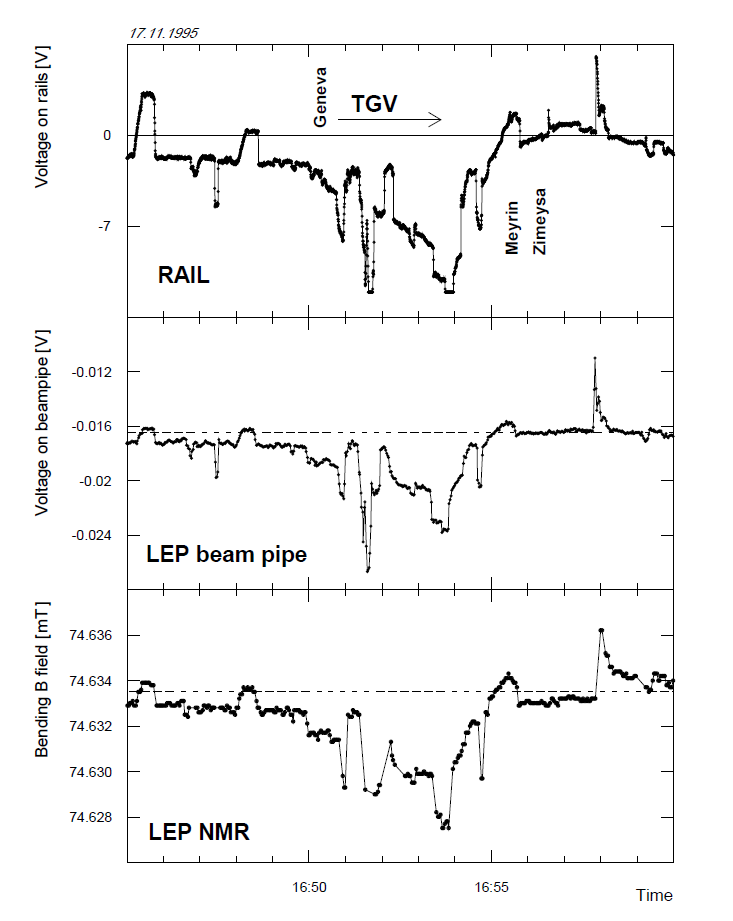 17.11.1995
Voltage on rails [V]
0
-7
Geneva
TGV
Meyrin
Zimeysa
RAIL
Voltage on beampipe [V]
-0.012
-0.016
-0.02
-0.024
LEP beam pipe
Bending B field [mT]
74.636
74.634
74.632
74.630
74.628
LEP NMR
16:50
16:55
Time